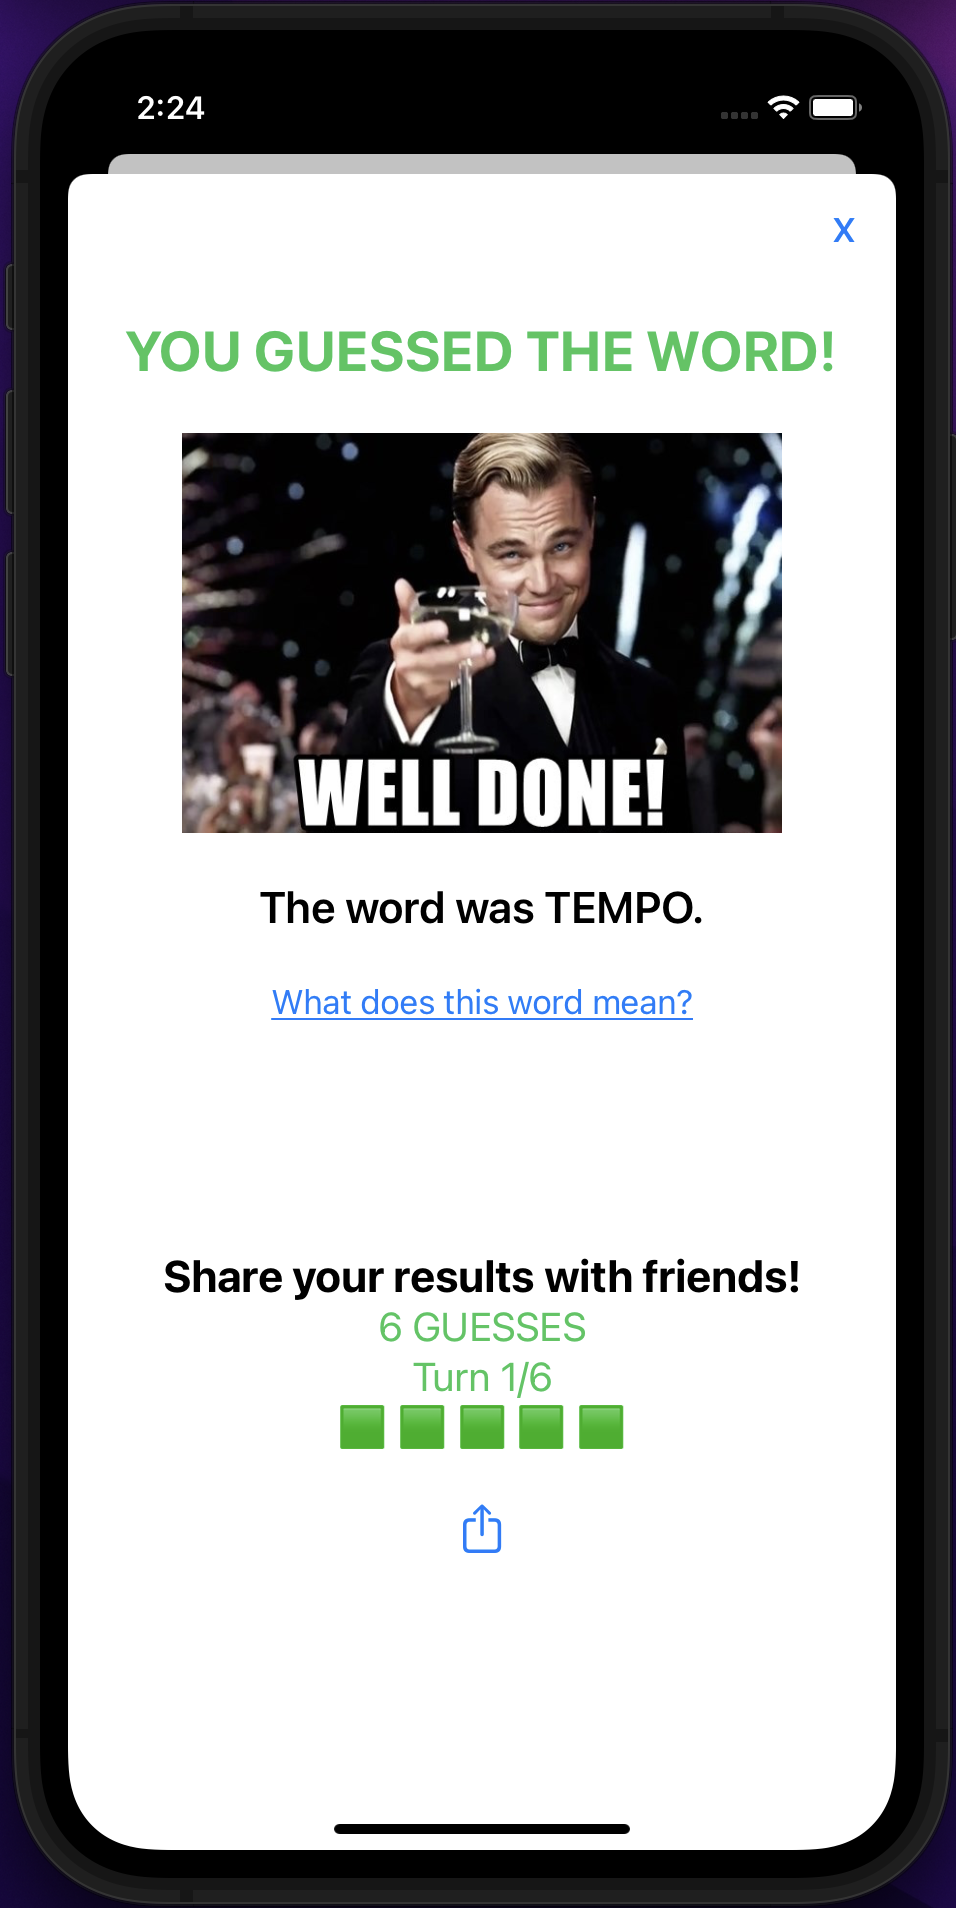 2:24
X
YOU GUESSED THE WORD!
WELL DONE!
The word was TEMPO.
What does this word mean?
Share your results with friends!
6 GUESSES
Turn 1/6